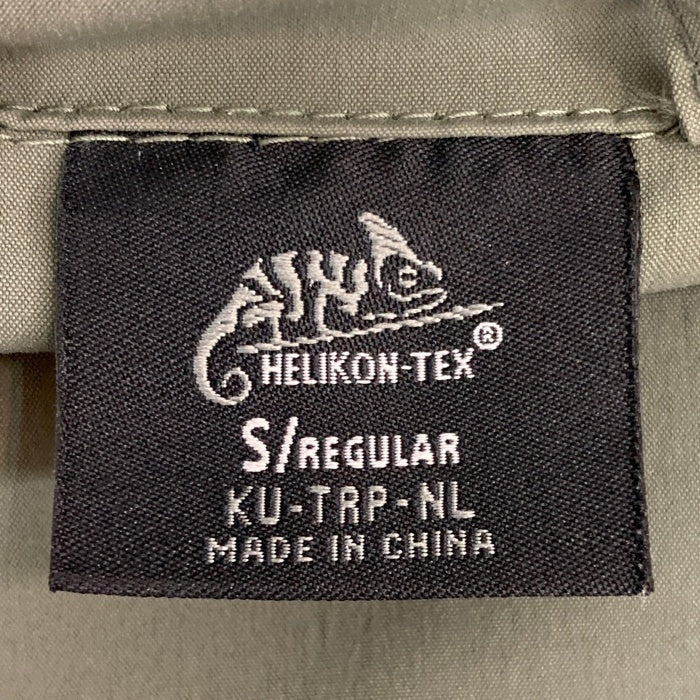 HELIKON-TEX®
S/REGULAR
KU-TRP-NL
MADE IN CHINA